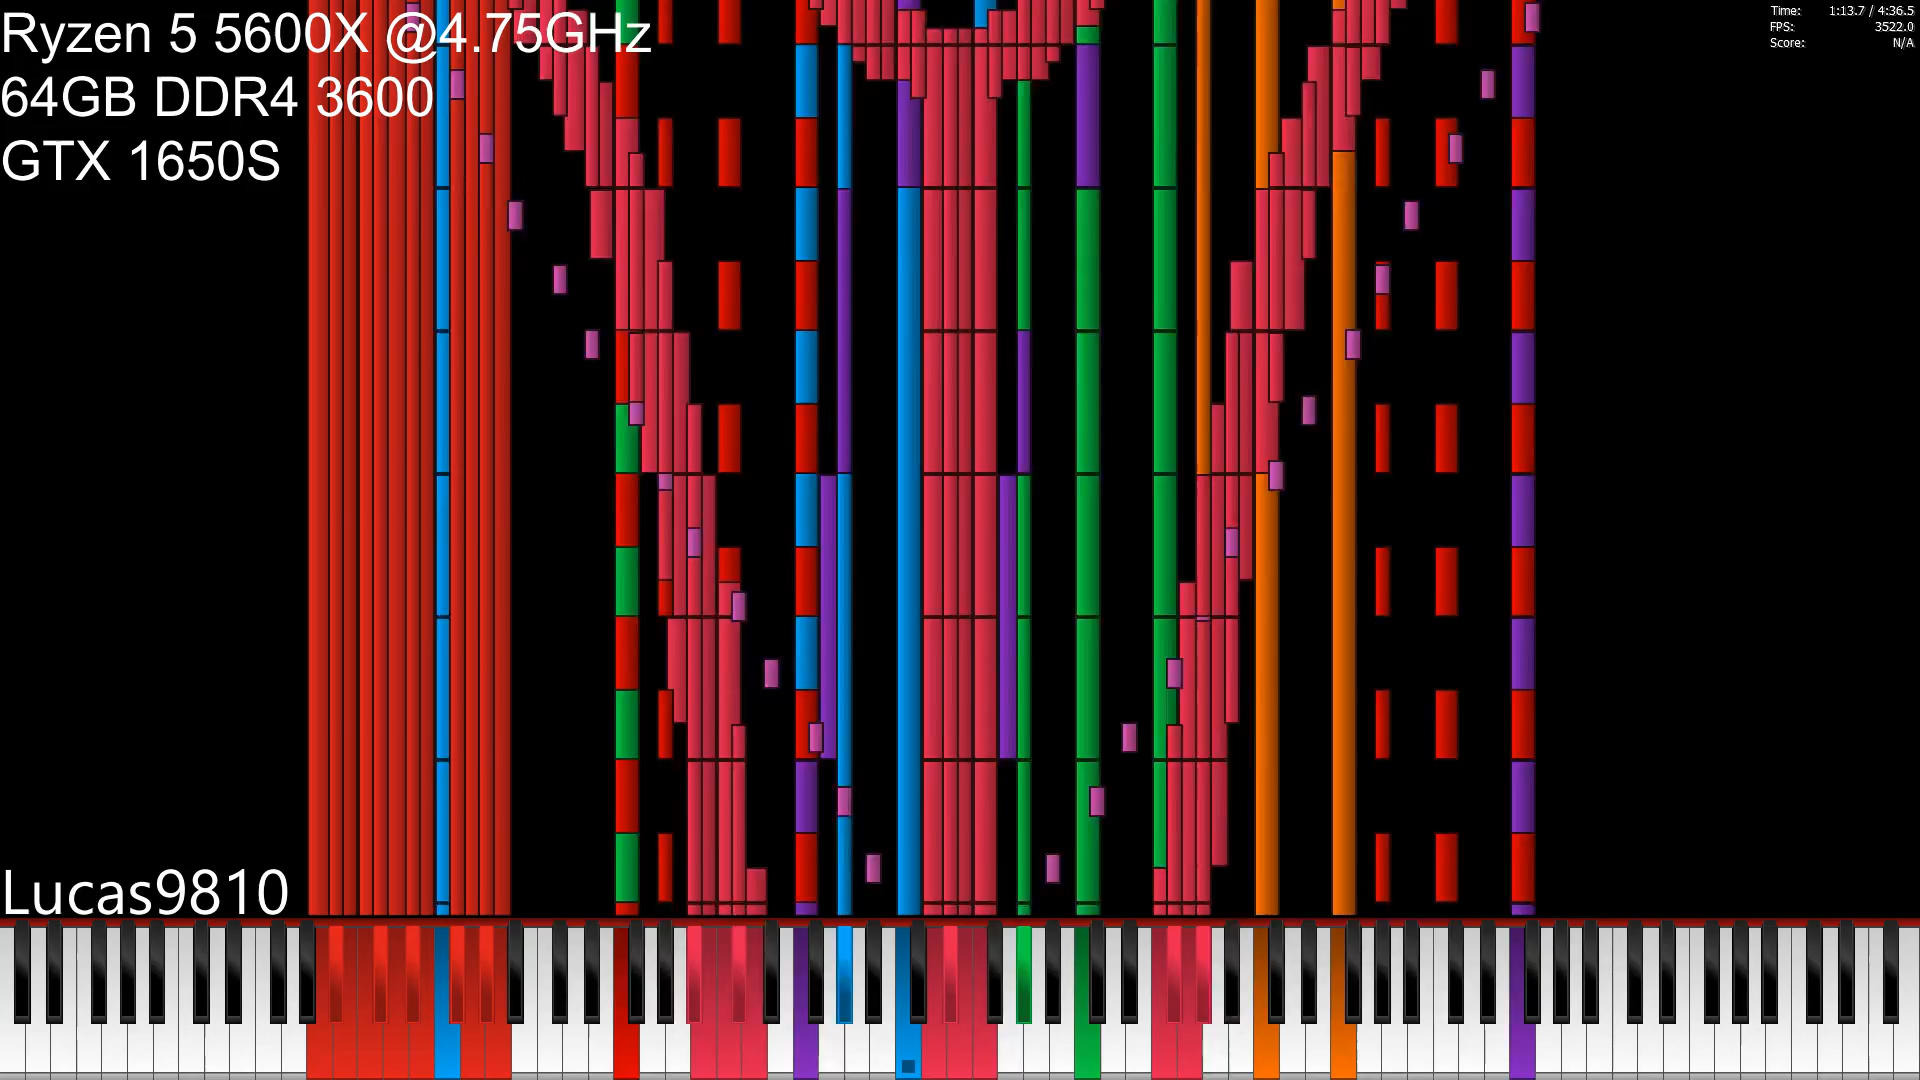 Ryzen 5 5600X @4.75GHz
64GB DDR4 3600
GTX 1650S
Time: 1:13.7 / 4:36.5
FPS: 3522.0
Score: N/A
Lucas9810